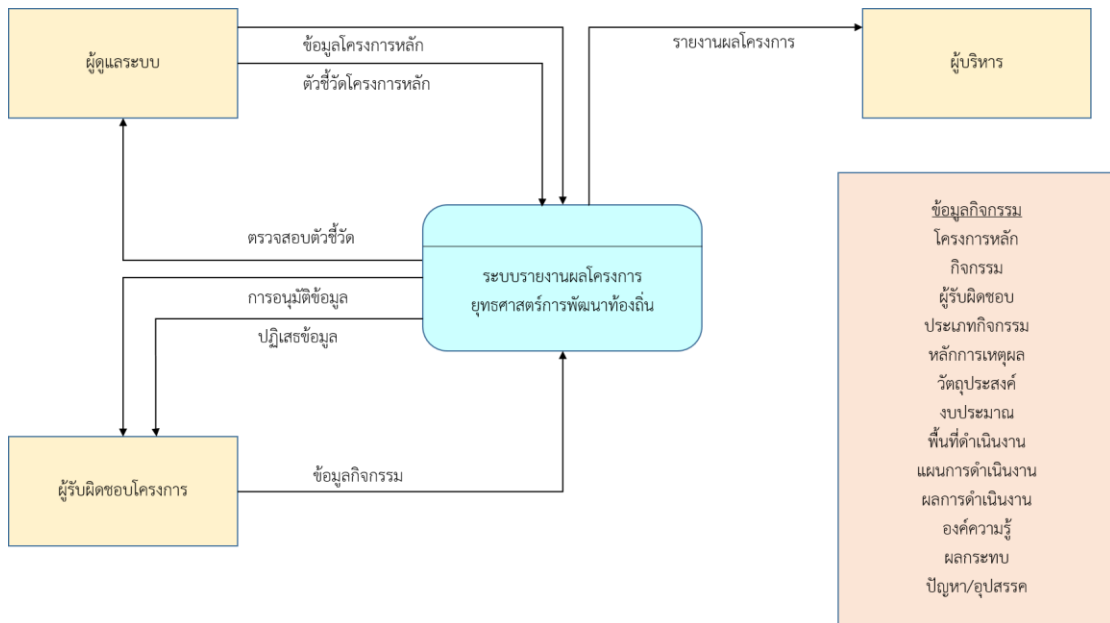 ผู้ดูแลระบบ
ข้อมูลโครงการหลัก
ตัวชี้วัดโครงการหลัก
รายงานผลโครงการ
ผู้บริหาร
ตรวจสอบตัวชี้วัด
การอนุมัติข้อมูล
ปฏิเสธข้อมูล
ระบบรายงานผลโครงการ
ยุทธศาสตร์การพัฒนาท้องถิ่น
ผู้รับผิดชอบโครงการ
ข้อมูลกิจกรรม
ข้อมูลกิจกรรม
โครงการหลัก
กิจกรรม
ผู้รับผิดชอบ
ประเภทกิจกรรม
หลักการเหตุผล
วัตถุประสงค์
งบประมาณ
พื้นที่ดำเนินงาน
แผนการดำเนินงาน
ผลการดำเนินงาน
องค์ความรู้
ผลกระทบ
ปัญหา/อุปสรรค